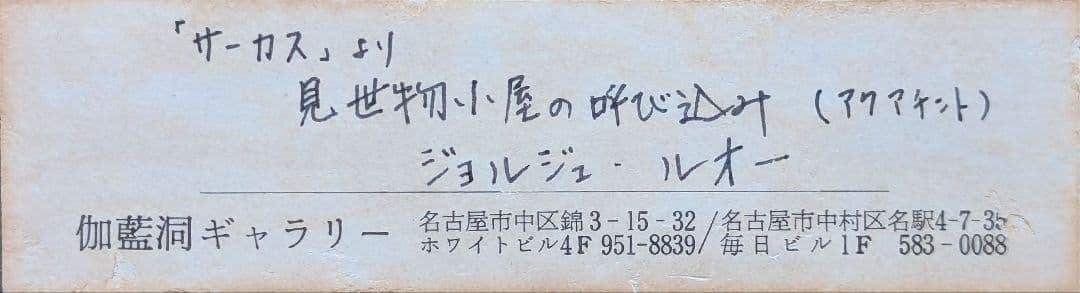 「サーカス」より
見世物小屋の呼び込み (アクアチント)
ジョルジュ・ルオー
伽藍洞ギャラリー
名古屋市中区錦3-15-32/名古屋市中村区名駅4-7-35
ホワイトビル4F 951-8839/毎日ビル1F 583-0088